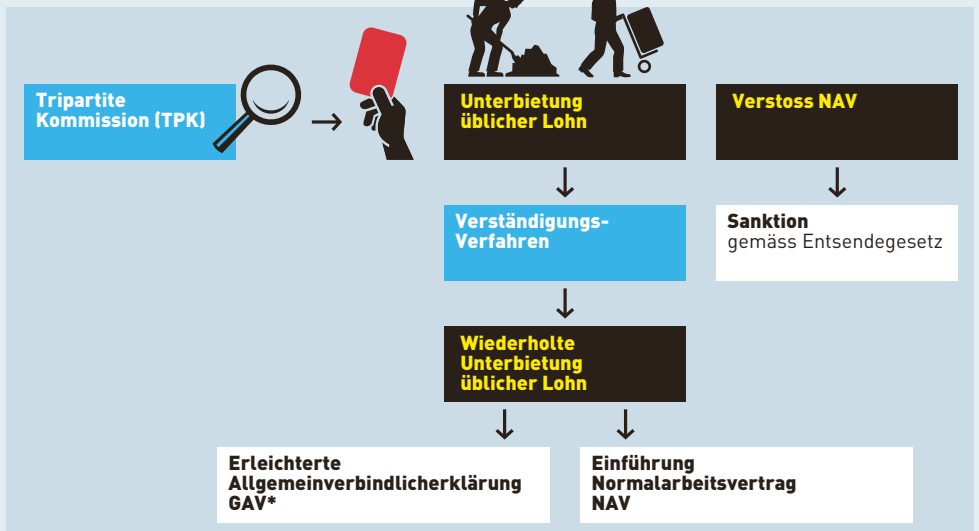 Tripartite
Kommission (TPK)
Unterbietung
üblicher Lohn
Verstoss NAV
Verständigungs-
Verfahren
Sanktion
gemäss Entsendegesetz
Wiederholte
Unterbietung
üblicher Lohn
Erleichterte
Allgemeinverbindlicherklärung
GAV*
Einführung
Normalarbeitsvertrag
NAV